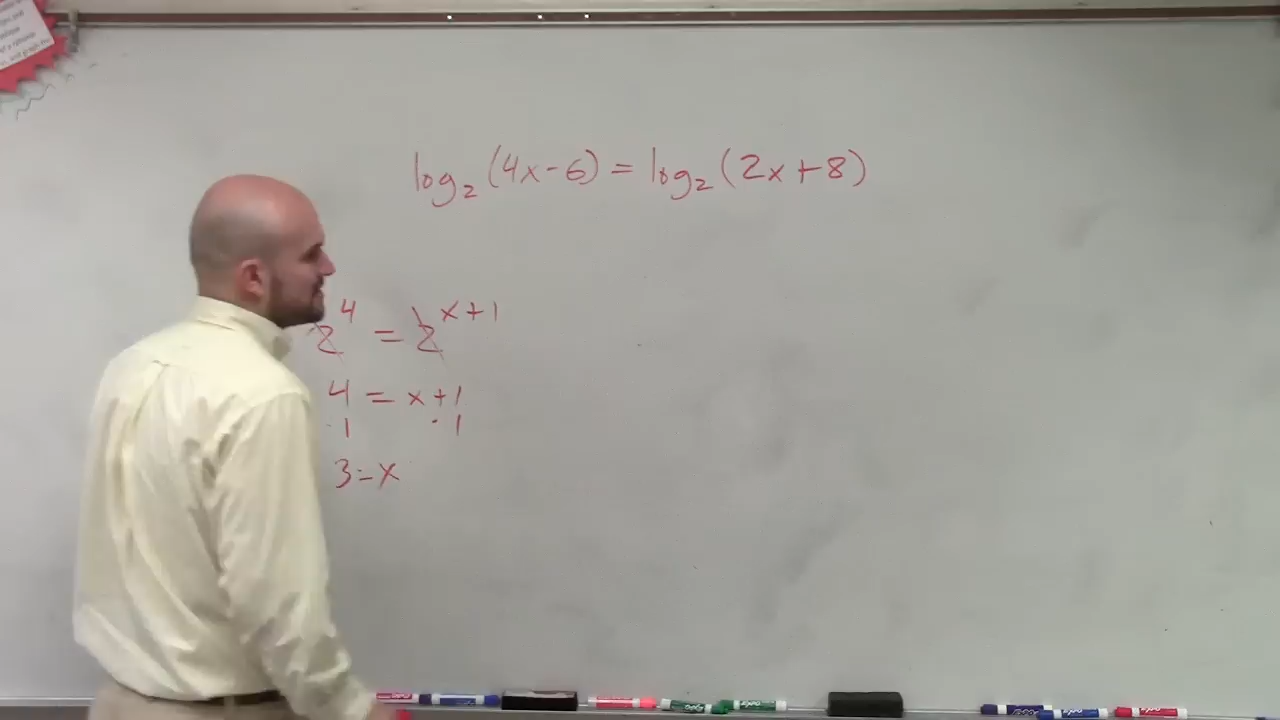 log₂(4x-6) = log₂(2x+8)
2⁴ = 2ˣ⁺¹
4 = x+1
-1 -1
3=x